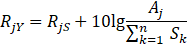 R_{jY} = R_{jS} + 10lg \frac{A_j}{\sum_{k=1}^{n} S_k}